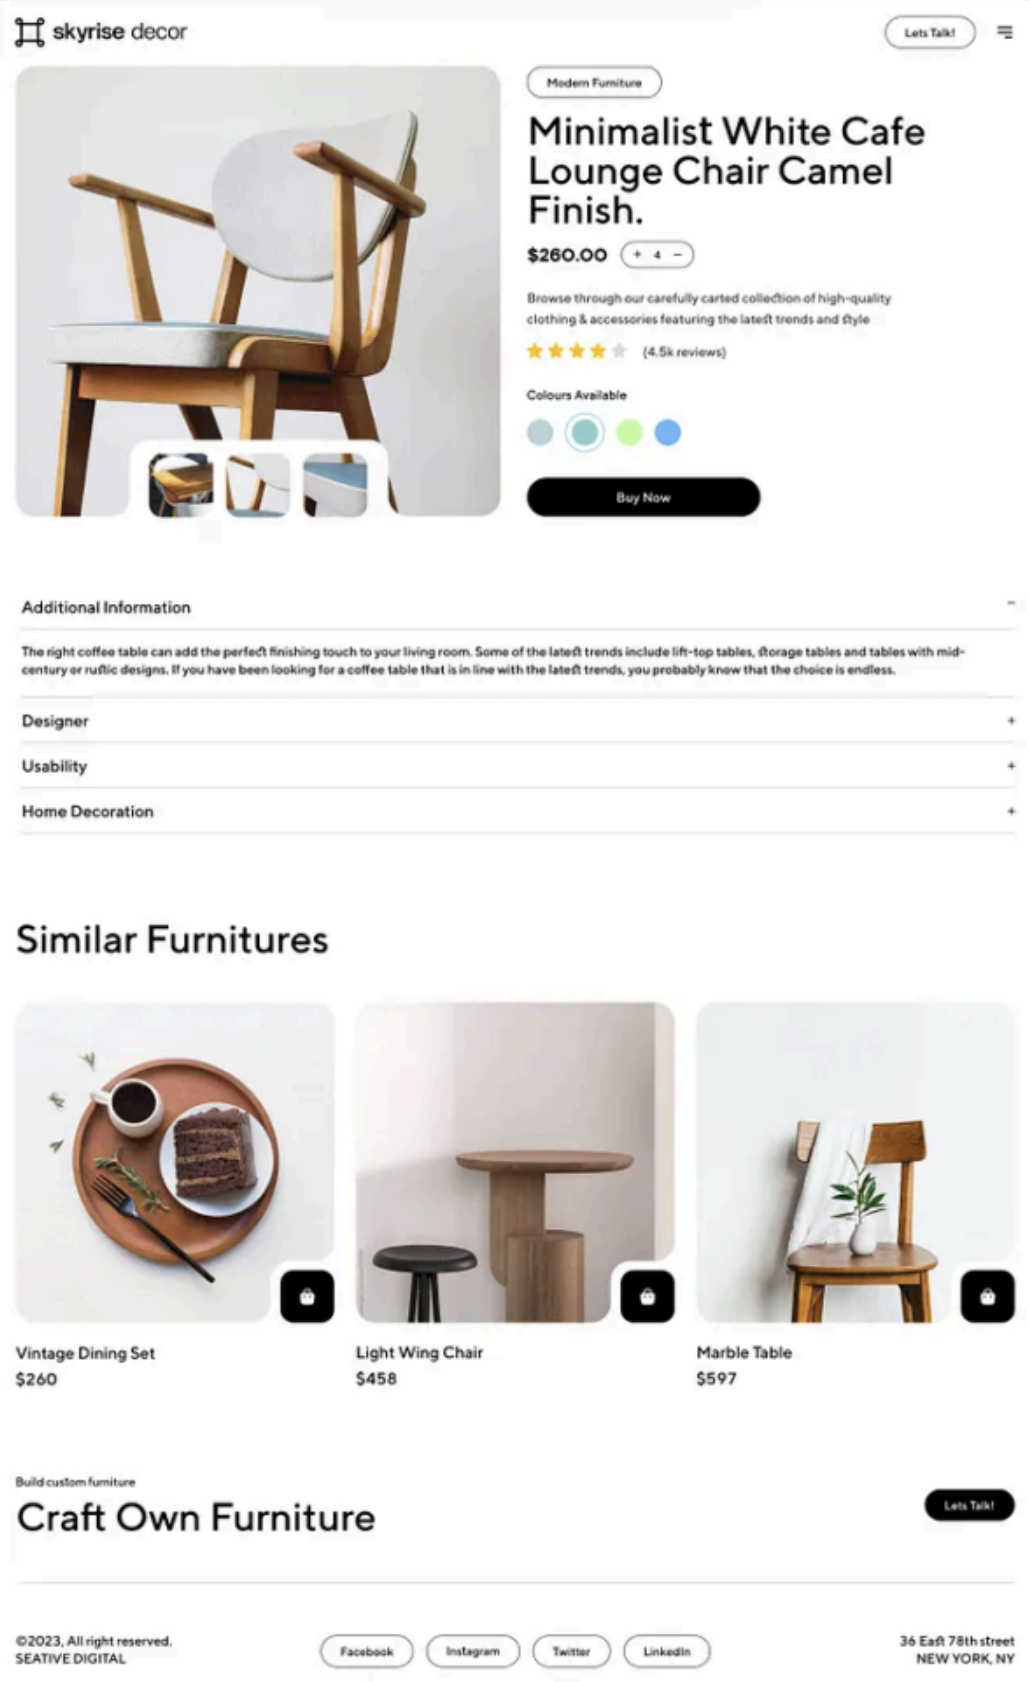 skyrise decor
Lets Talk!
Modern Furniture
Minimalist White Cafe
Lounge Chair Camel
Finish.
$260.00 + 4 −
Browse through our carefully carted collection of high-quality
clothing & accessories featuring the latest trends and style
(4.5k reviews)
Colours Available
Buy Now
Additional Information −
The right coffee table can add the perfect finishing touch to your living room. Some of the latest trends include lift-top tables, storage tables and tables with mid-
century or rustic designs. If you have been looking for a coffee table that is in line with the latest trends, you probably know that the choice is endless.
Designer +
Usability +
Home Decoration +
Similar Furnitures
Vintage Dining Set
$260
Light Wing Chair
$458
Marble Table
$597
Build custom furniture
Craft Own Furniture
Lets Talk!
©2023, All right reserved.
SEATIVE DIGITAL
Facebook
Instagram
Twitter
LinkedIn
36 East 78th street
NEW YORK, NY